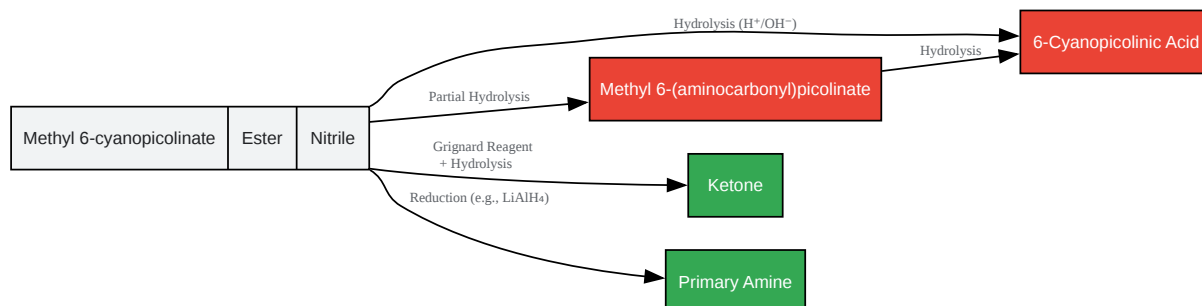 Hydrolysis (H⁺/OH⁻)
6-Cyanopicolinic Acid
Hydrolysis
Methyl 6-(aminocarbonyl)picolinate
Partial Hydrolysis
Methyl 6-cyanopicolinate
Ester
Nitrile
Grignard Reagent
+ Hydrolysis
Ketone
Reduction (e.g., LiAlH₄)
Primary Amine